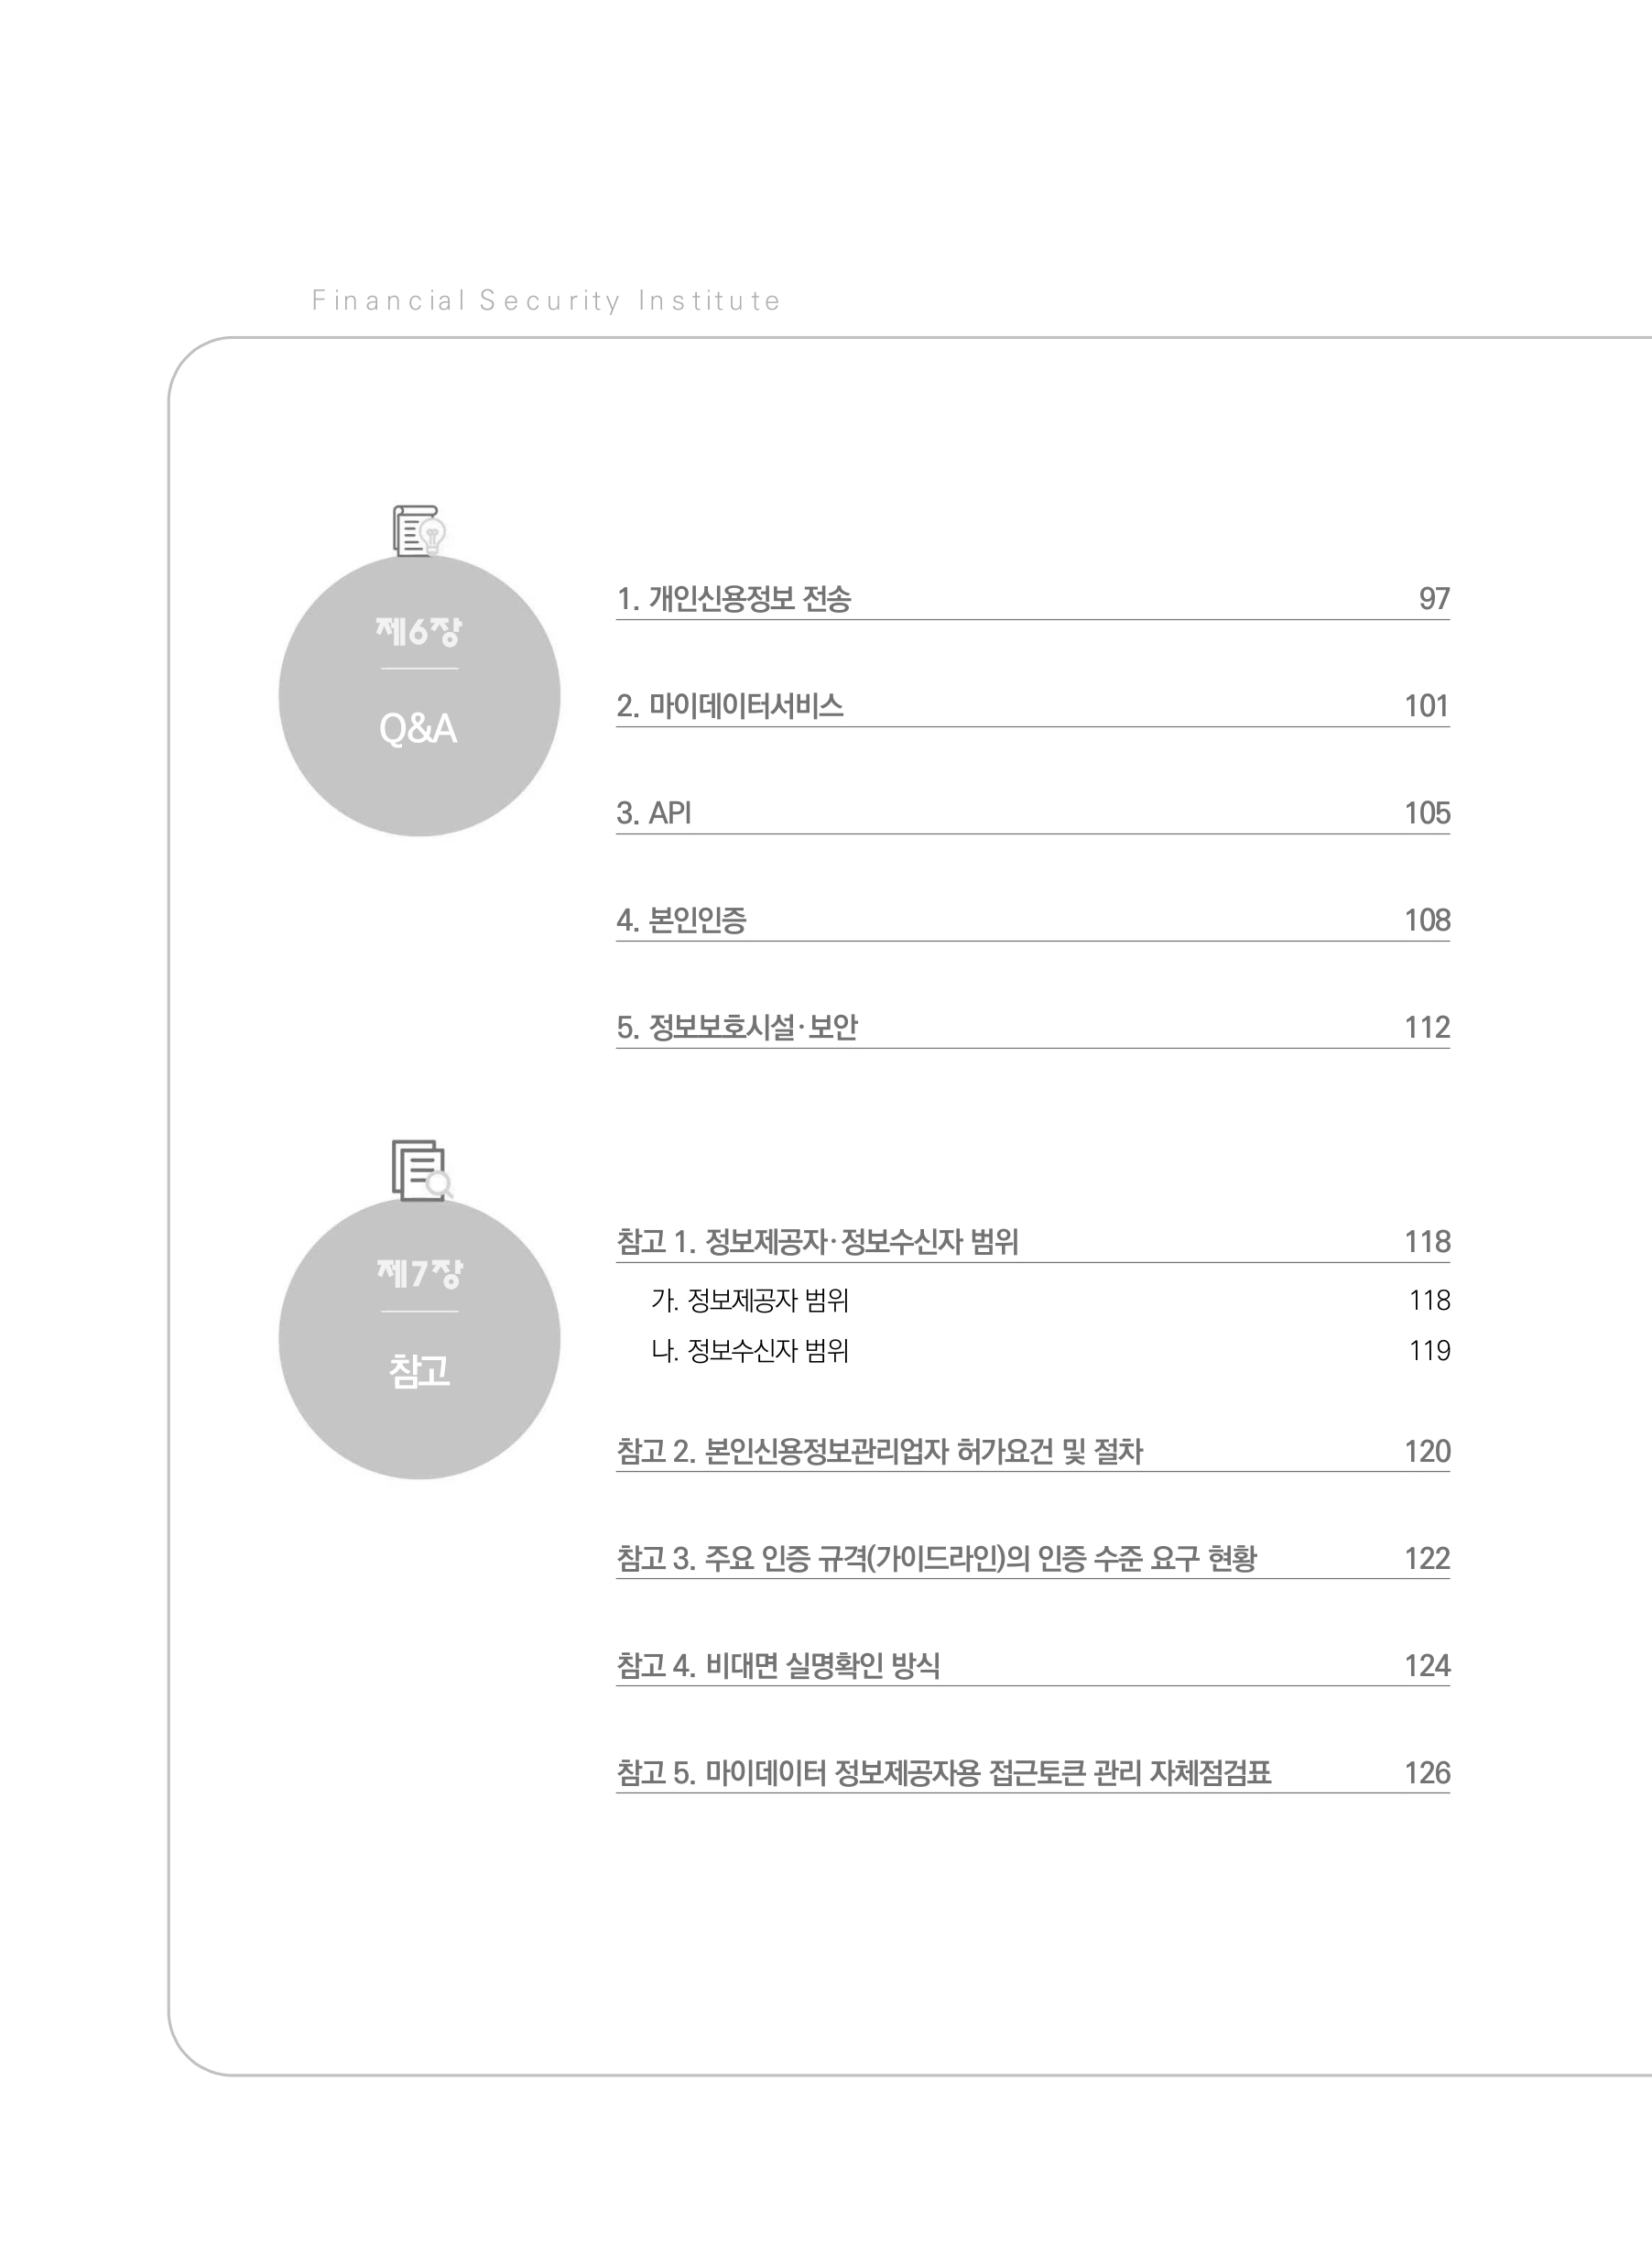 Financial Security Institute
제6장
Q&A
1. 개인신용정보 전송 97
2. 마이데이터서비스 101
3. API 105
4. 본인인증 108
5. 정보보호시설·보안 112
제7장
참고
참고 1. 정보제공자·정보수신자 범위 118
가. 정보제공자 범위 118
나. 정보수신자 범위 119
참고 2. 본인신용정보관리업자 허가요건 및 절차 120
참고 3. 주요 인증 규격(가이드라인)의 인증 수준 요구 현황 122
참고 4. 비대면 실명확인 방식 124
참고 5. 마이데이터 정보제공자용 접근토큰 관리 자체점검표 126